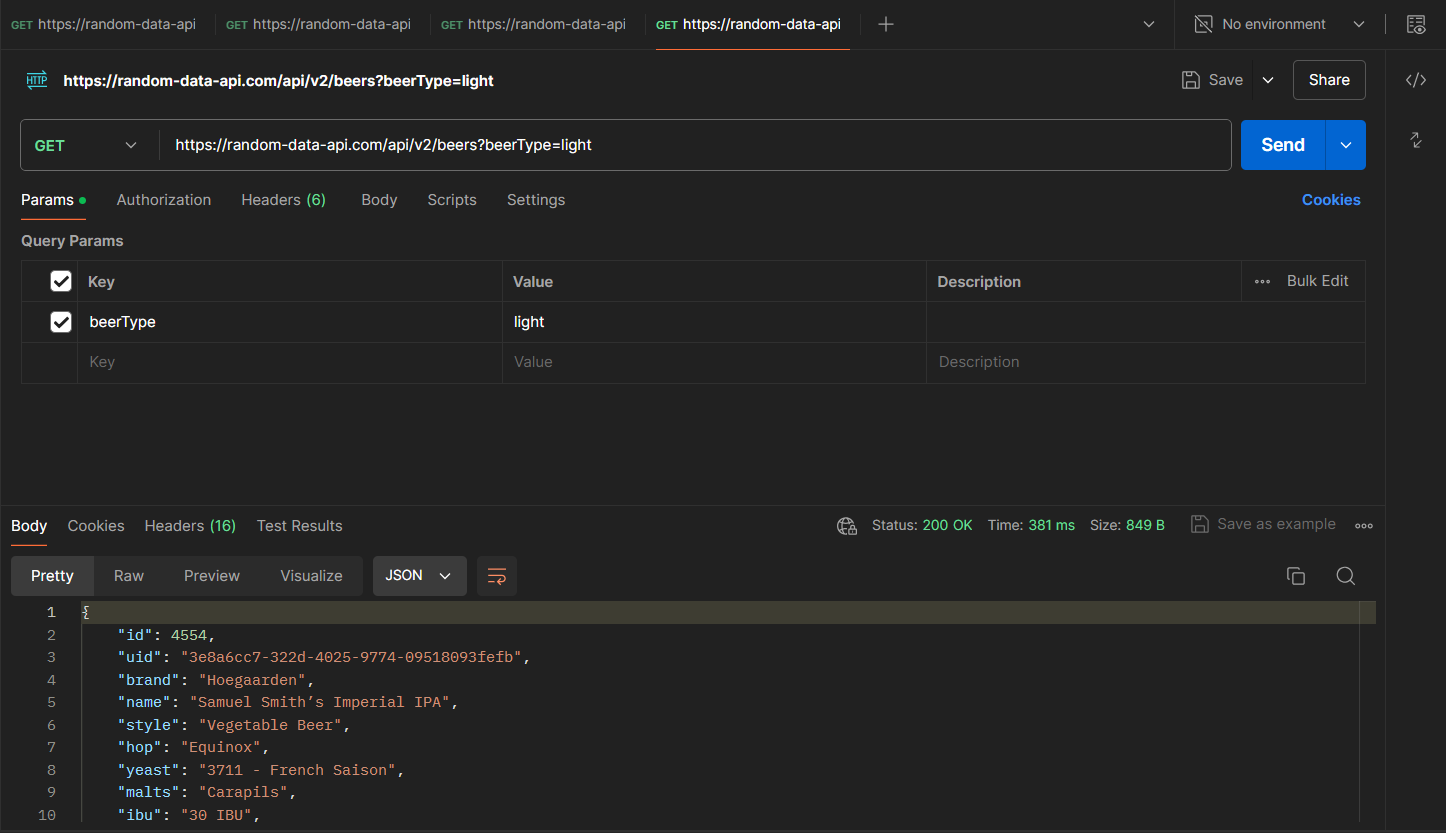 GET https://random-data-api GET https://random-data-api GET https://random-data-api GET https://random-data-api No environment
HTTP https://random-data-api.com/api/v2/beers?beerType=light Save Share
GET https://random-data-api.com/api/v2/beers?beerType=light Send
Params Authorization Headers (6) Body Scripts Settings Cookies
Query Params
Key Value Description Bulk Edit
beerType light
Key Value Description
Body Cookies Headers (16) Test Results Status: 200 OK Time: 381 ms Size: 849 B Save as example
Pretty Raw Preview Visualize JSON
1 {
2 "id": 4554,
3 "uid": "3e8a6cc7-322d-4025-9774-09518093fefb",
4 "brand": "Hoegaarden",
5 "name": "Samuel Smith’s Imperial IPA",
6 "style": "Vegetable Beer",
7 "hop": "Equinox",
8 "yeast": "3711 - French Saison",
9 "malts": "Carapils",
10 "ibu": "30 IBU",